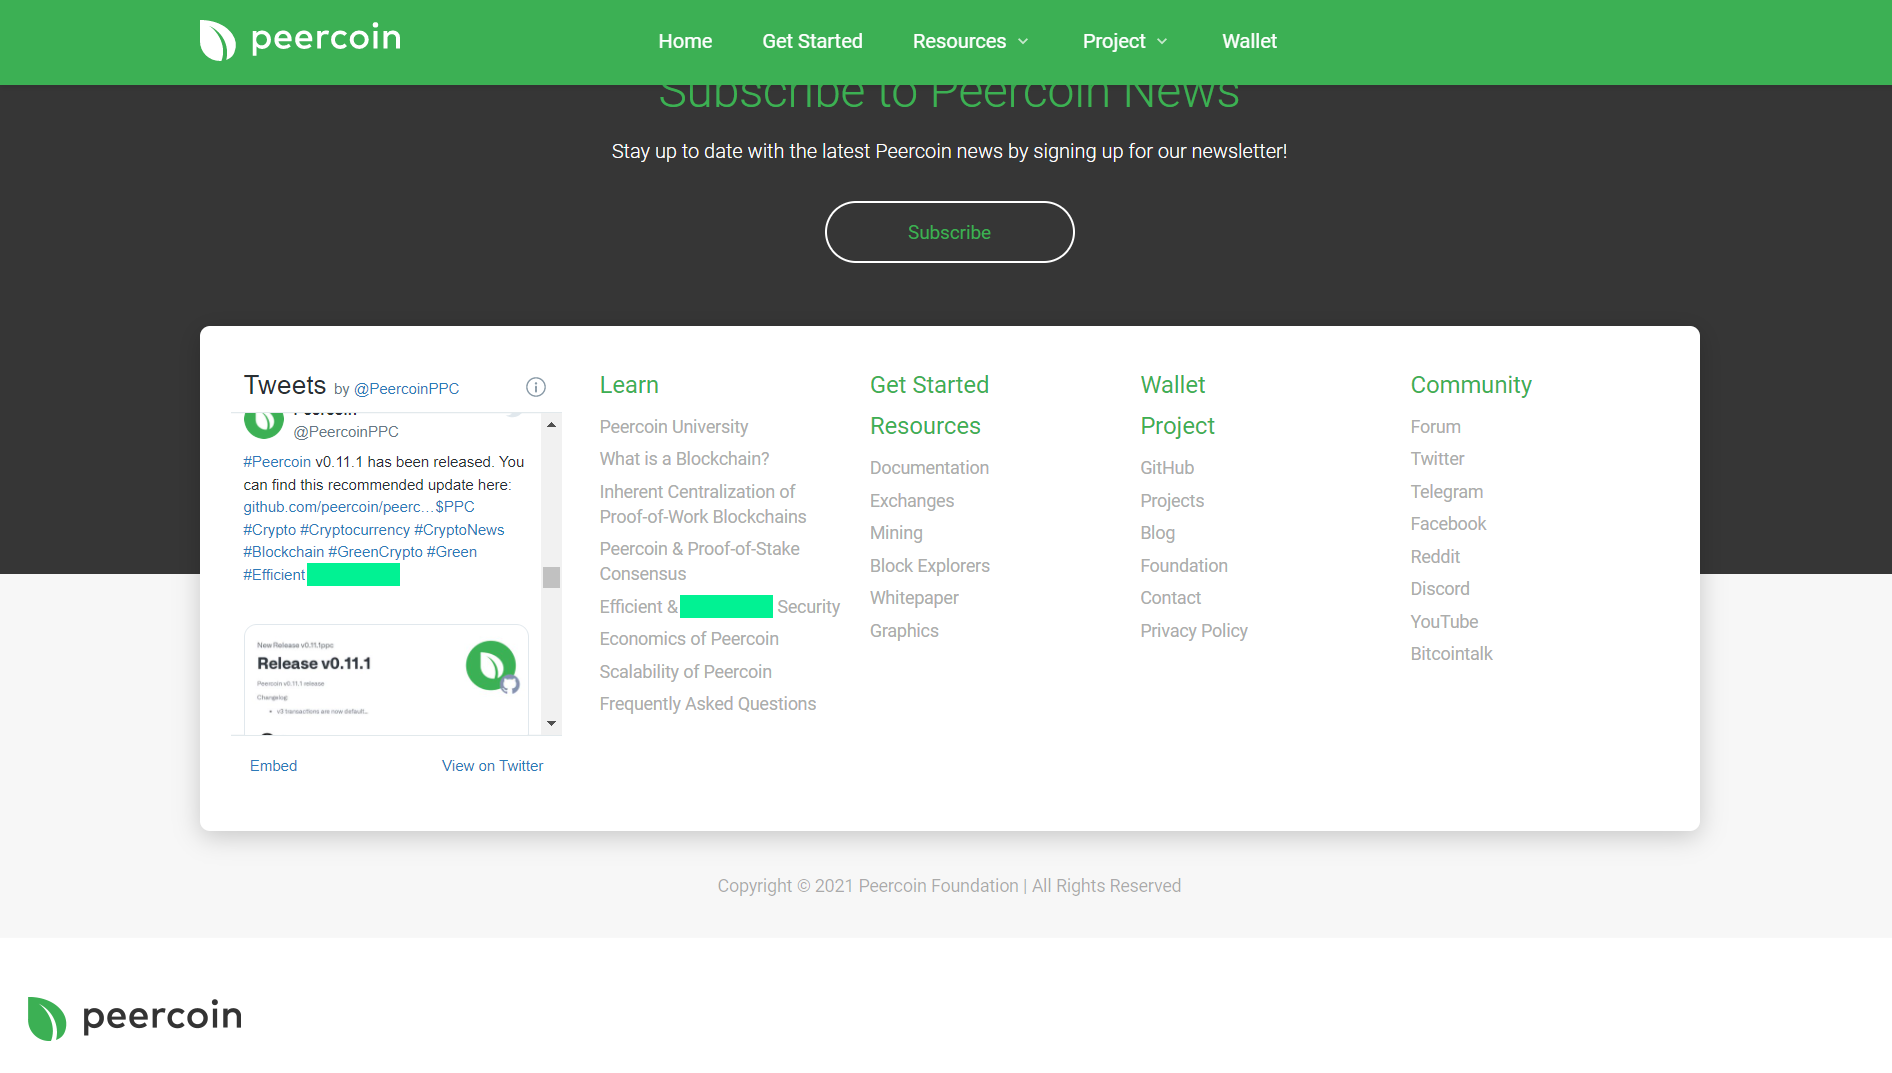 peercoin
Home
Get Started
Resources
Project
Wallet
Subscribe to Peercoin News
Stay up to date with the latest Peercoin news by signing up for our newsletter!
Subscribe
Tweets by @PeercoinPPC
@PeercoinPPC
#Peercoin v0.11.1 has been released. You
can find this recommended update here:
github.com/peercoin/peerc…$PPC
#Crypto #Cryptocurrency #CryptoNews
#Blockchain #GreenCrypto #Green
#Efficient
New Release v0.11.1ppc
Release v0.11.1
Peercoin v0.11.1 release
Changelog:
• v3 transactions are now default...
Embed
View on Twitter
Learn
Peercoin University
What is a Blockchain?
Inherent Centralization of
Proof-of-Work Blockchains
Peercoin & Proof-of-Stake
Consensus
Efficient & Security
Economics of Peercoin
Scalability of Peercoin
Frequently Asked Questions
Get Started
Resources
Documentation
Exchanges
Mining
Block Explorers
Whitepaper
Graphics
Wallet
Project
GitHub
Projects
Blog
Foundation
Contact
Privacy Policy
Community
Forum
Twitter
Telegram
Facebook
Reddit
Discord
YouTube
Bitcointalk
Copyright © 2021 Peercoin Foundation | All Rights Reserved
peercoin